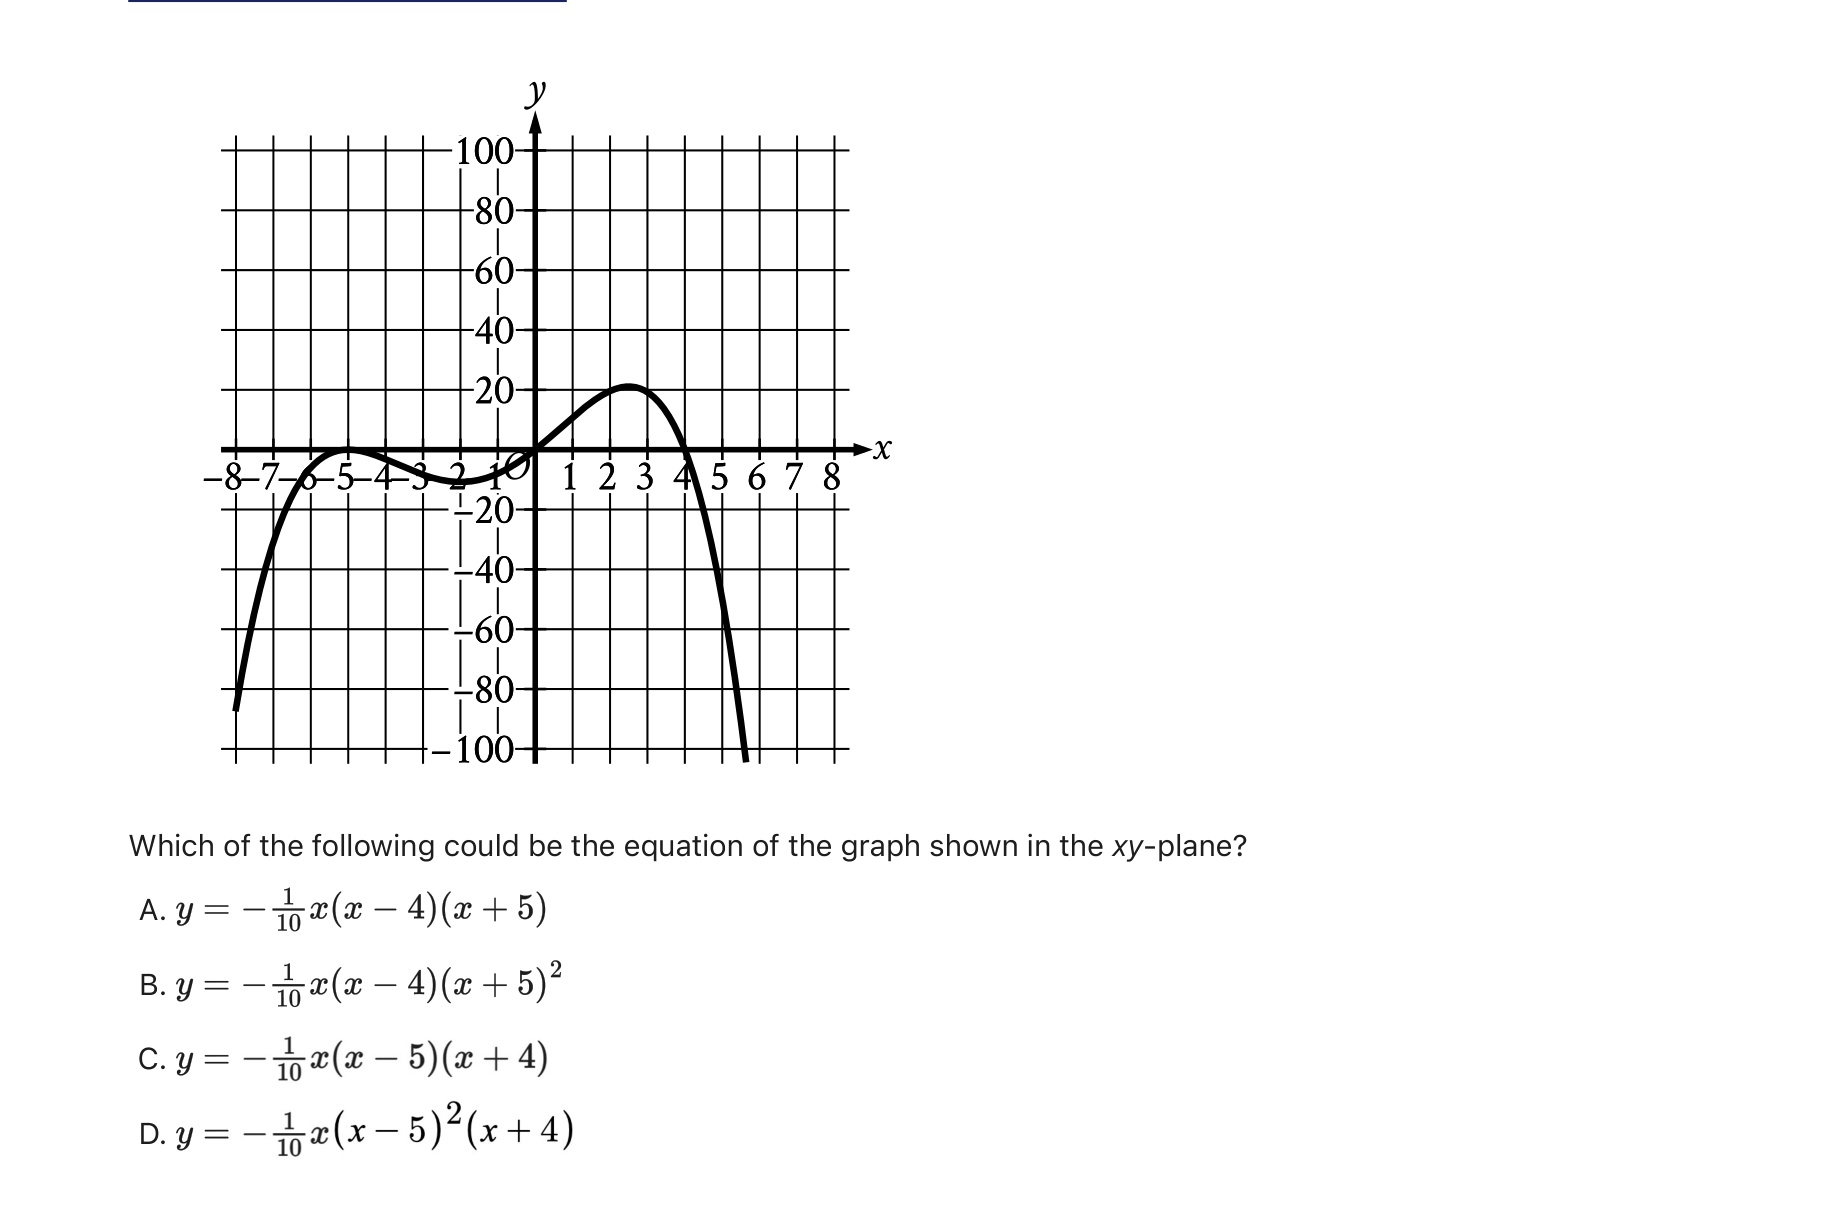 y
100
80
60
40
20
x
−8 −7 −6 −5 −4 −3 2 1 O 1 2 3 4 5 6 7 8
−20
−40
−60
−80
−100
Which of the following could be the equation of the graph shown in the xy-plane?
A. y = −1/10 x(x − 4)(x + 5)
B. y = −1/10 x(x − 4)(x + 5)²
C. y = −1/10 x(x − 5)(x + 4)
D. y = −1/10 x(x − 5)²(x + 4)